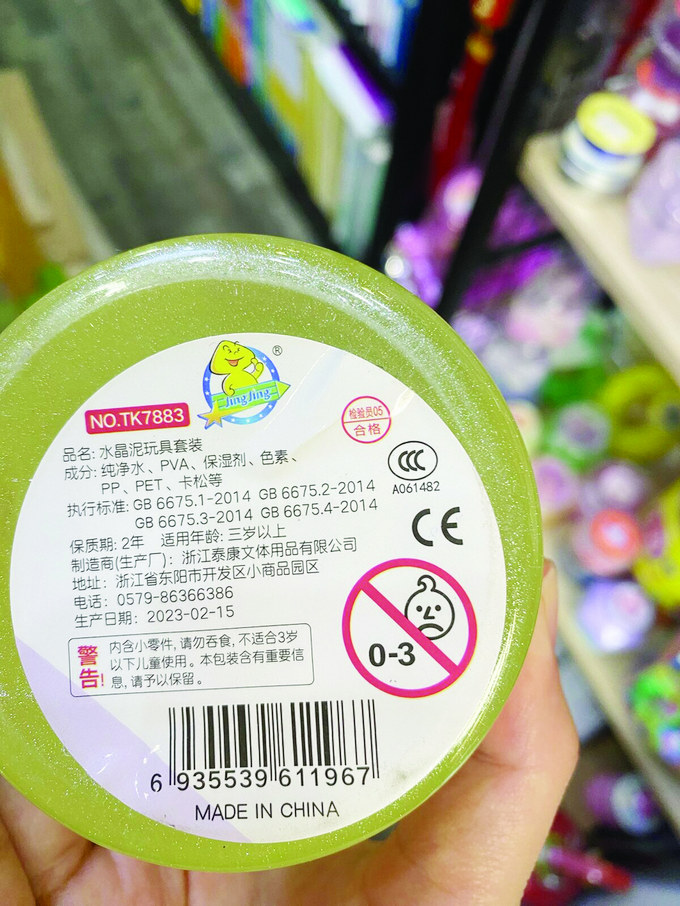 JingJing
®
NO.TK7883
检验员05
合格
品名: 水晶泥玩具套装
成分: 纯净水、PVA、保湿剂、色素、
PP、PET、卡松等
CCC
A061482
执行标准: GB 6675.1-2014 GB 6675.2-2014
GB 6675.3-2014 GB 6675.4-2014
CE
保质期: 2年 适用年龄: 三岁以上
制造商(生产厂): 浙江泰康文体用品有限公司
地址: 浙江省东阳市开发区小商品园区
电话: 0579-86366386
生产日期: 2023-02-15
0-3
警告!
内含小零件, 请勿吞食, 不适合3岁
以下儿童使用。本包装含有重要信
息, 请予以保留。
6 935539 611967
MADE IN CHINA